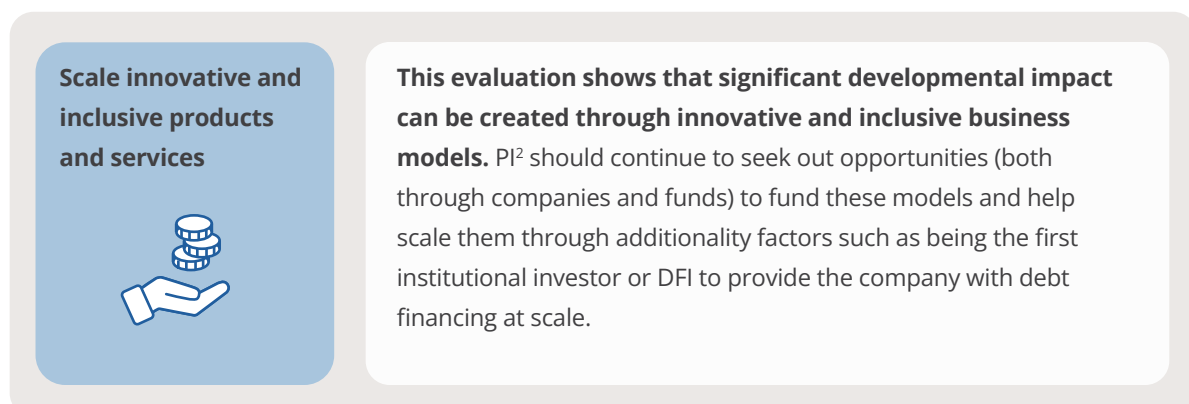 Scale innovative and
inclusive products
and services
This evaluation shows that significant developmental impact
can be created through innovative and inclusive business
models. PI² should continue to seek out opportunities (both
through companies and funds) to fund these models and help
scale them through additionality factors such as being the first
institutional investor or DFI to provide the company with debt
financing at scale.